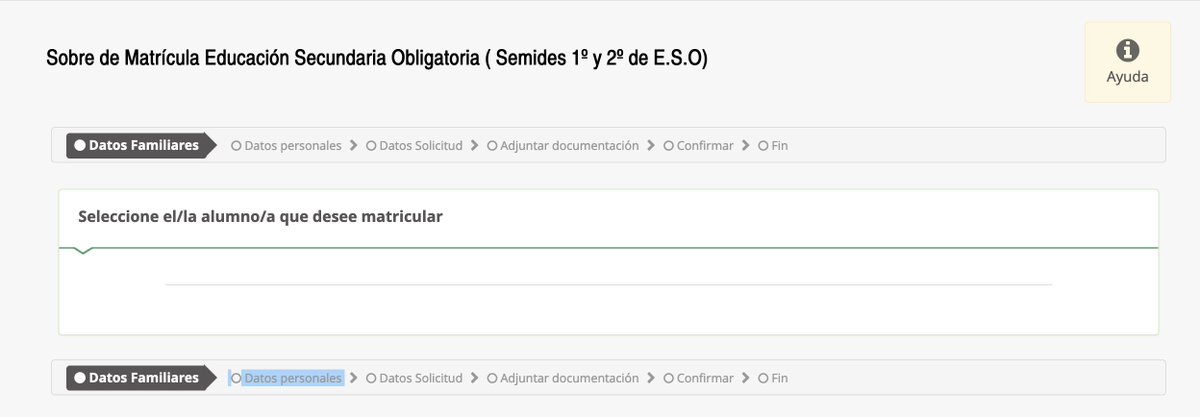 Sobre de Matrícula Educación Secundaria Obligatoria ( Semides 1º y 2º de E.S.O)
Ayuda
Datos Familiares Datos personales Datos Solicitud Adjuntar documentación Confirmar Fin
Seleccione el/la alumno/a que desee matricular
Datos Familiares Datos personales Datos Solicitud Adjuntar documentación Confirmar Fin